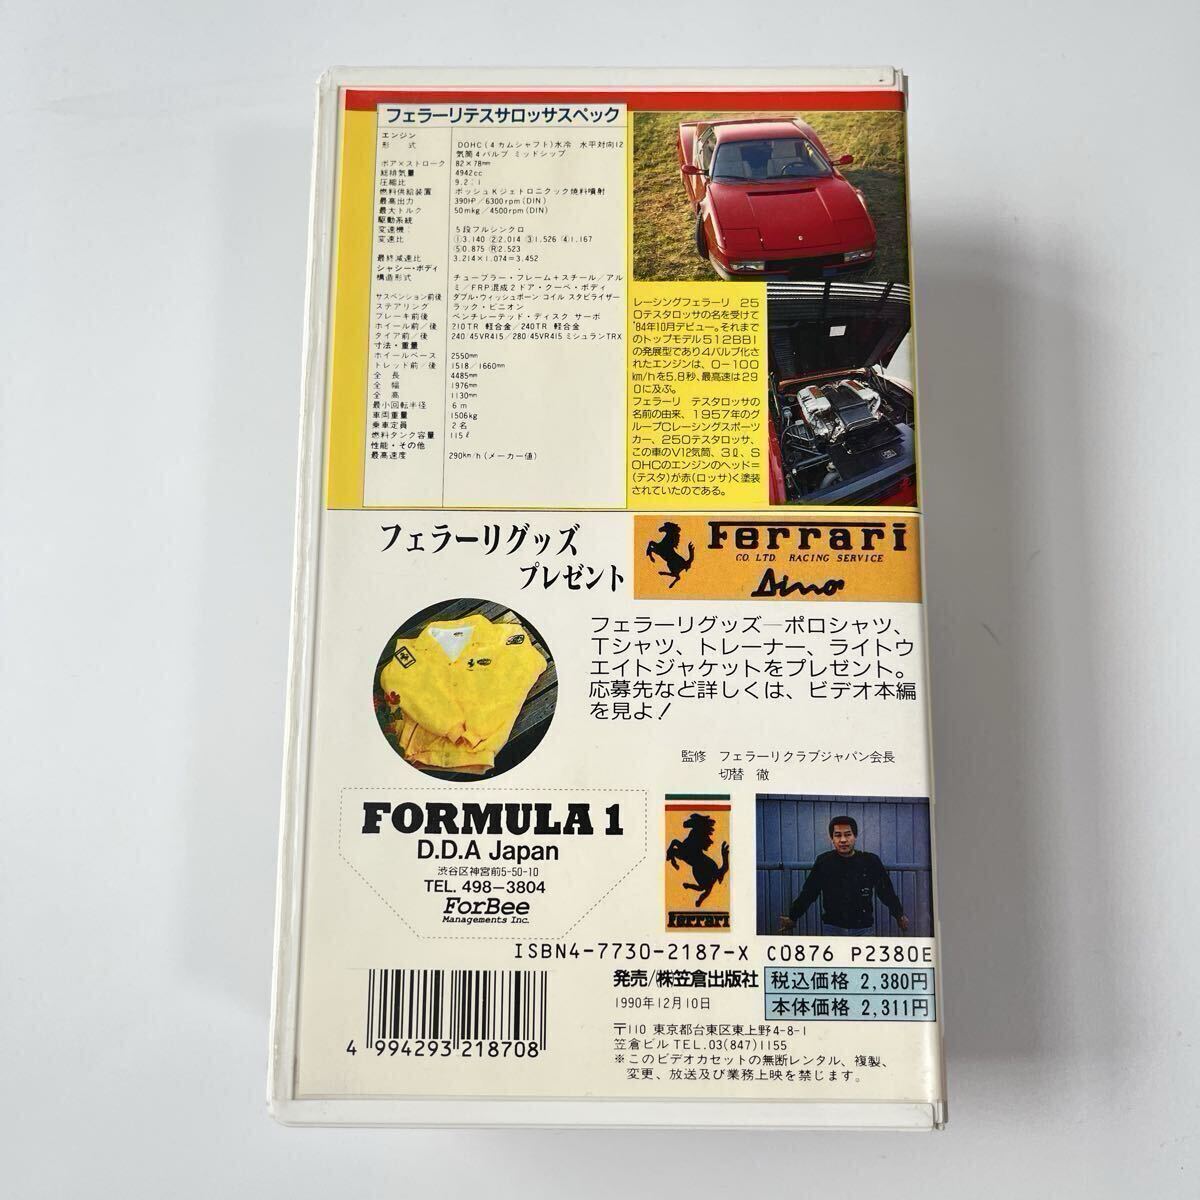 フェラーリテスサロッサスペック
エンジン
形　式　DOHC(4カムシャフト)水冷　水平対向12
気筒4バルブ ミッドシップ
ボア×ストローク　82×78mm
総排気量　4942cc
圧縮比　9.2:1
燃料供給装置　ボッシュKジェトロニクック燃料噴射
最高出力　390HP/6300rpm(DIN)
最大トルク　50mkg/4500rpm(DIN)
駆動系統
変速機:　5段フルシンクロ
変速比　①3.140 ②2.014 ③1.526 ④1.167
⑤0.875 Ⓡ2.523
最終減速比　3.214×1.074=3.452
シャシー・ボディ
構造形式　チューブラー・フレーム+スチール/アル
ミ/FRP混成2ドア・クーペ・ボディ
サスペンション前後　ダブル・ウィッシュボーン コイル スタビライザー
ステアリング　ラック・ピニオン
ブレーキ前後　ベンチレーテッド・ディスク サーボ
ホイール前/後　210TR 軽合金/240TR 軽合金
タイア前/後　240/45VR415/280/45VR415 ミシュランTRX
寸法・重量
ホイールベース　2550mm
トレッド前/後　1518/1660mm
全　長　4485mm
全　幅　1976mm
全　高　1130mm
最小回転半径　6m
車両重量　1506kg
乗車定員　2名
燃料タンク容量　115ℓ
性能・その他
最高速度　290km/h(メーカー値)
レーシングフェラーリ 25
0テスタロッサの名を受けて
'84年10月デビュー。それまで
のトップモデル512BBI
の発展型であり4バルブ化さ
れたエンジンは、0-100
km/hを5.8秒、最高速は29
0に及ぶ。
フェラーリ テスタロッサの
名前の由来、1957年のグ
ループCレーシングスポーツ
カー、250テスタロッサ、
この車のV12気筒、3ℓ、S
OHCのエンジンのヘッド=
(テスタ)が赤(ロッサ)く塗装
されていたのである。
フェラーリグッズ
プレゼント
Ferrari
CO. LTD. RACING SERVICE
Dino
フェラーリグッズ―ポロシャツ、
Tシャツ、トレーナー、ライトウ
エイトジャケットをプレゼント。
応募先など詳しくは、ビデオ本編
を見よ!
監修　フェラーリクラブジャパン会長
切替　徹
FORMULA 1
D.D.A Japan
渋谷区神宮前5-50-10
TEL. 498-3804
ForBee
Managements Inc.
Ferrari
ISBN4-7730-2187-X C0876 P2380E
発売/㈱笠倉出版社
1990年12月10日
税込価格 2,380円
本体価格 2,311円
〒110 東京都台東区東上野4-8-1
笠倉ビル TEL.03(847)1155
※このビデオカセットの無断レンタル、複製、
変更、放送及び業務上映を禁じます。
4 994293 218708